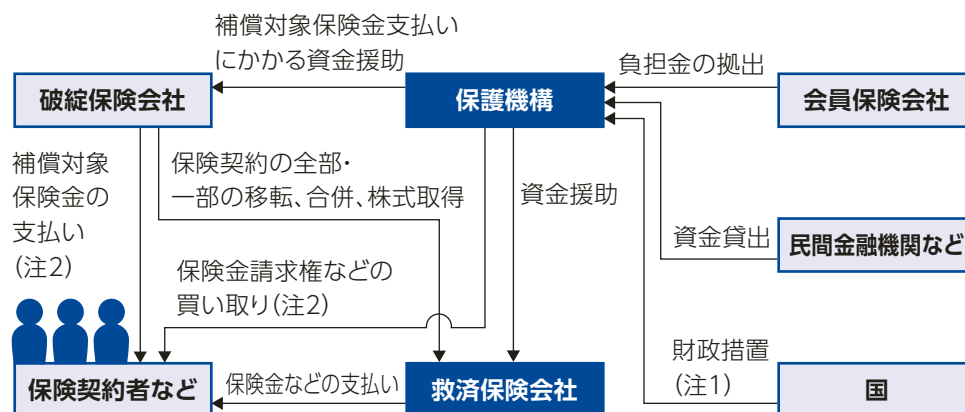 補償対象保険金支払い
にかかる資金援助
負担金の拠出
破綻保険会社
保護機構
会員保険会社
補償対象
保険金の
支払い
(注2)
保険契約の全部・
一部の移転、合併、株式取得
資金援助
資金貸出
民間金融機関など
保険金請求権などの
買い取り(注2)
財政措置
(注1)
保険契約者など
保険金などの支払い
救済保険会社
国